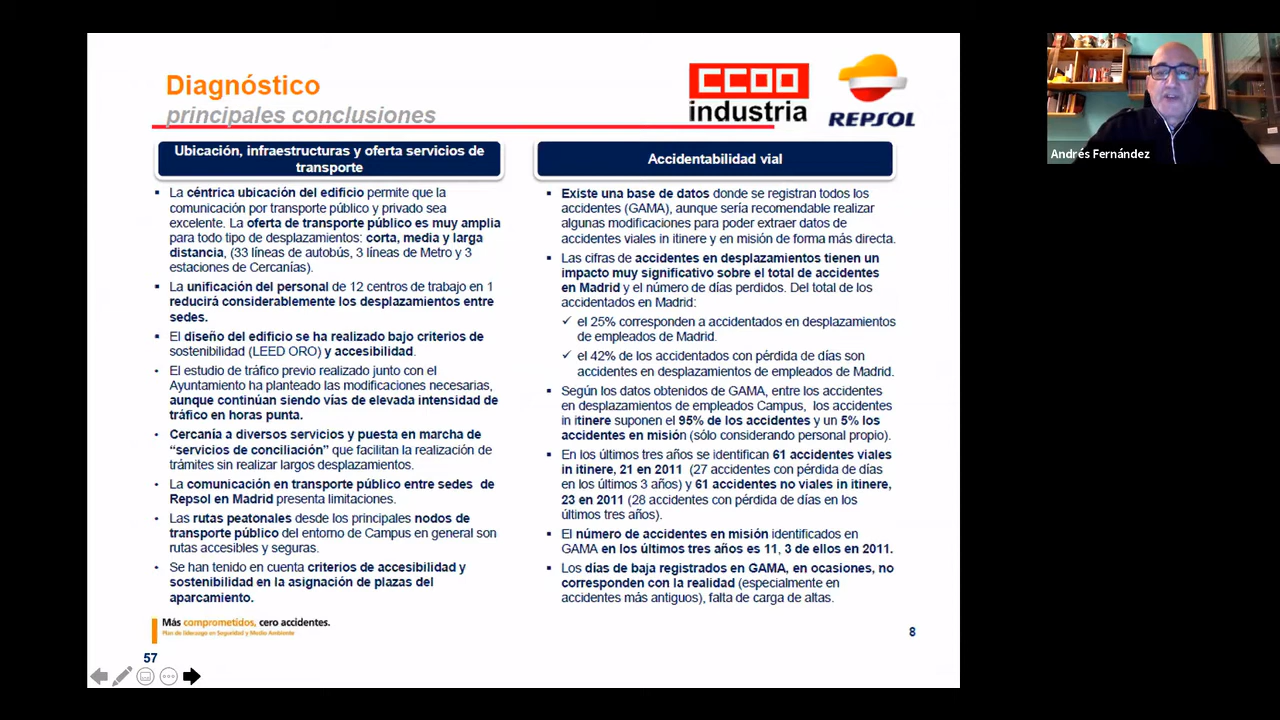 Diagnóstico
principales conclusiones
CCOO
industria
REPSOL
Ubicación, infraestructuras y oferta servicios de
transporte
La céntrica ubicación del edificio permite que la
comunicación por transporte público y privado sea
excelente. La oferta de transporte público es muy amplia
para todo tipo de desplazamientos: corta, media y larga
distancia, (33 líneas de autobús, 3 líneas de Metro y 3
estaciones de Cercanías).
La unificación del personal de 12 centros de trabajo en 1
reducirá considerablemente los desplazamientos entre
sedes.
El diseño del edificio se ha realizado bajo criterios de
sostenibilidad (LEED ORO) y accesibilidad.
El estudio de tráfico previo realizado junto con el
Ayuntamiento ha planteado las modificaciones necesarias,
aunque continúan siendo vías de elevada intensidad de
tráfico en horas punta.
Cercanía a diversos servicios y puesta en marcha de
“servicios de conciliación” que facilitan la realización de
trámites sin realizar largos desplazamientos.
La comunicación en transporte público entre sedes de
Repsol en Madrid presenta limitaciones.
Las rutas peatonales desde los principales nodos de
transporte público del entorno de Campus en general son
rutas accesibles y seguras.
Se han tenido en cuenta criterios de accesibilidad y
sostenibilidad en la asignación de plazas del
aparcamiento.
Accidentabilidad vial
Existe una base de datos donde se registran todos los
accidentes (GAMA), aunque sería recomendable realizar
algunas modificaciones para poder extraer datos de
accidentes viales in itinere y en misión de forma más directa.
Las cifras de accidentes en desplazamientos tienen un
impacto muy significativo sobre el total de accidentes
en Madrid y el número de días perdidos. Del total de los
accidentados en Madrid:
el 25% corresponden a accidentados en desplazamientos
de empleados de Madrid.
el 42% de los accidentados con pérdida de días son
accidentes en desplazamientos de empleados de Madrid.
Según los datos obtenidos de GAMA, entre los accidentes
en desplazamientos de empleados Campus, los accidentes
in itinere suponen el 95% de los accidentes y un 5% los
accidentes en misión (sólo considerando personal propio).
En los últimos tres años se identifican 61 accidentes viales
in itinere, 21 en 2011 (27 accidentes con pérdida de días
en los últimos 3 años) y 61 accidentes no viales in itinere,
23 en 2011 (28 accidentes con pérdida de días en los
últimos tres años).
El número de accidentes en misión identificados en
GAMA en los últimos tres años es 11, 3 de ellos en 2011.
Los días de baja registrados en GAMA, en ocasiones, no
corresponden con la realidad (especialmente en
accidentes más antiguos), falta de carga de altas.
Más comprometidos, cero accidentes.
Plan de liderazgo en Seguridad y Medio Ambiente
8
57
Andrés Fernández